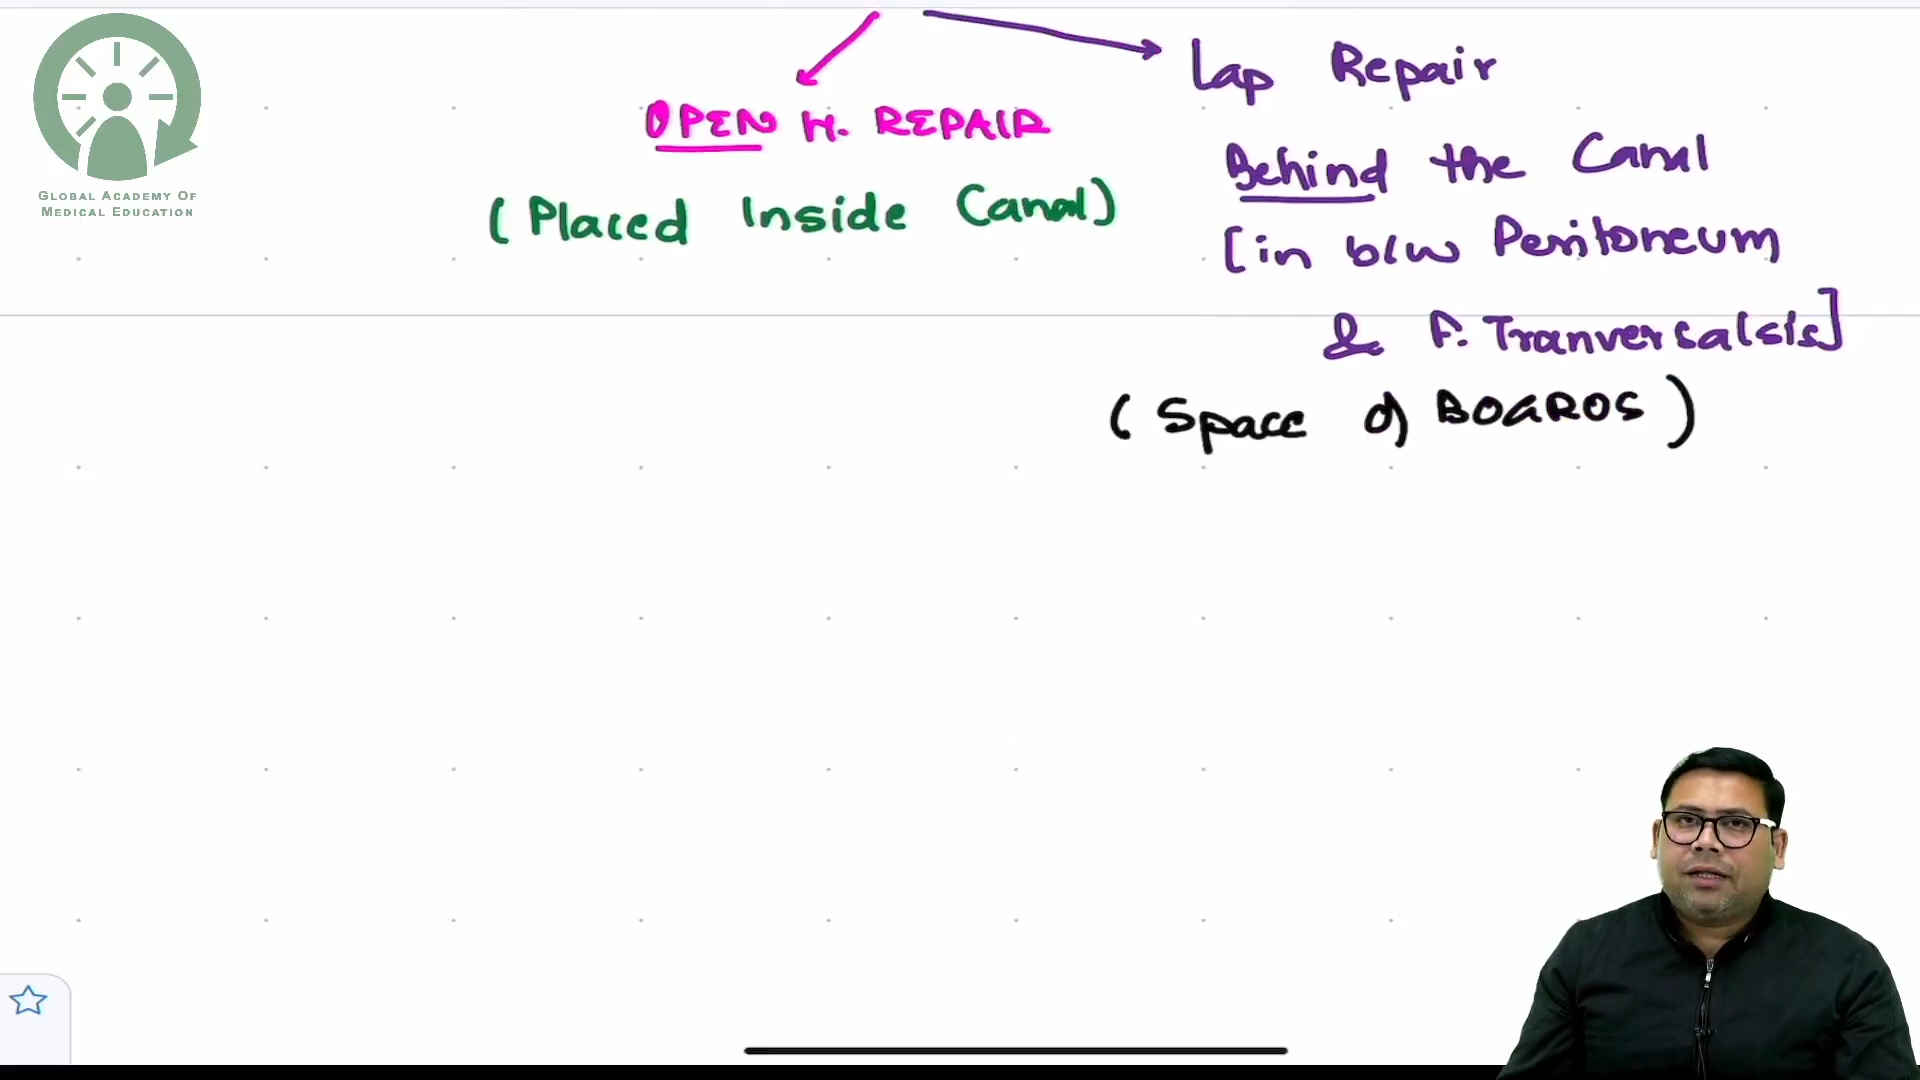 GLOBAL ACADEMY OF
MEDICAL EDUCATION
OPEN H. REPAIR
(Placed Inside Canal)
Lap Repair
Behind the Canal
[in b/w Peritoneum
& F. Tranversalsis]
(Space of BOGROS)